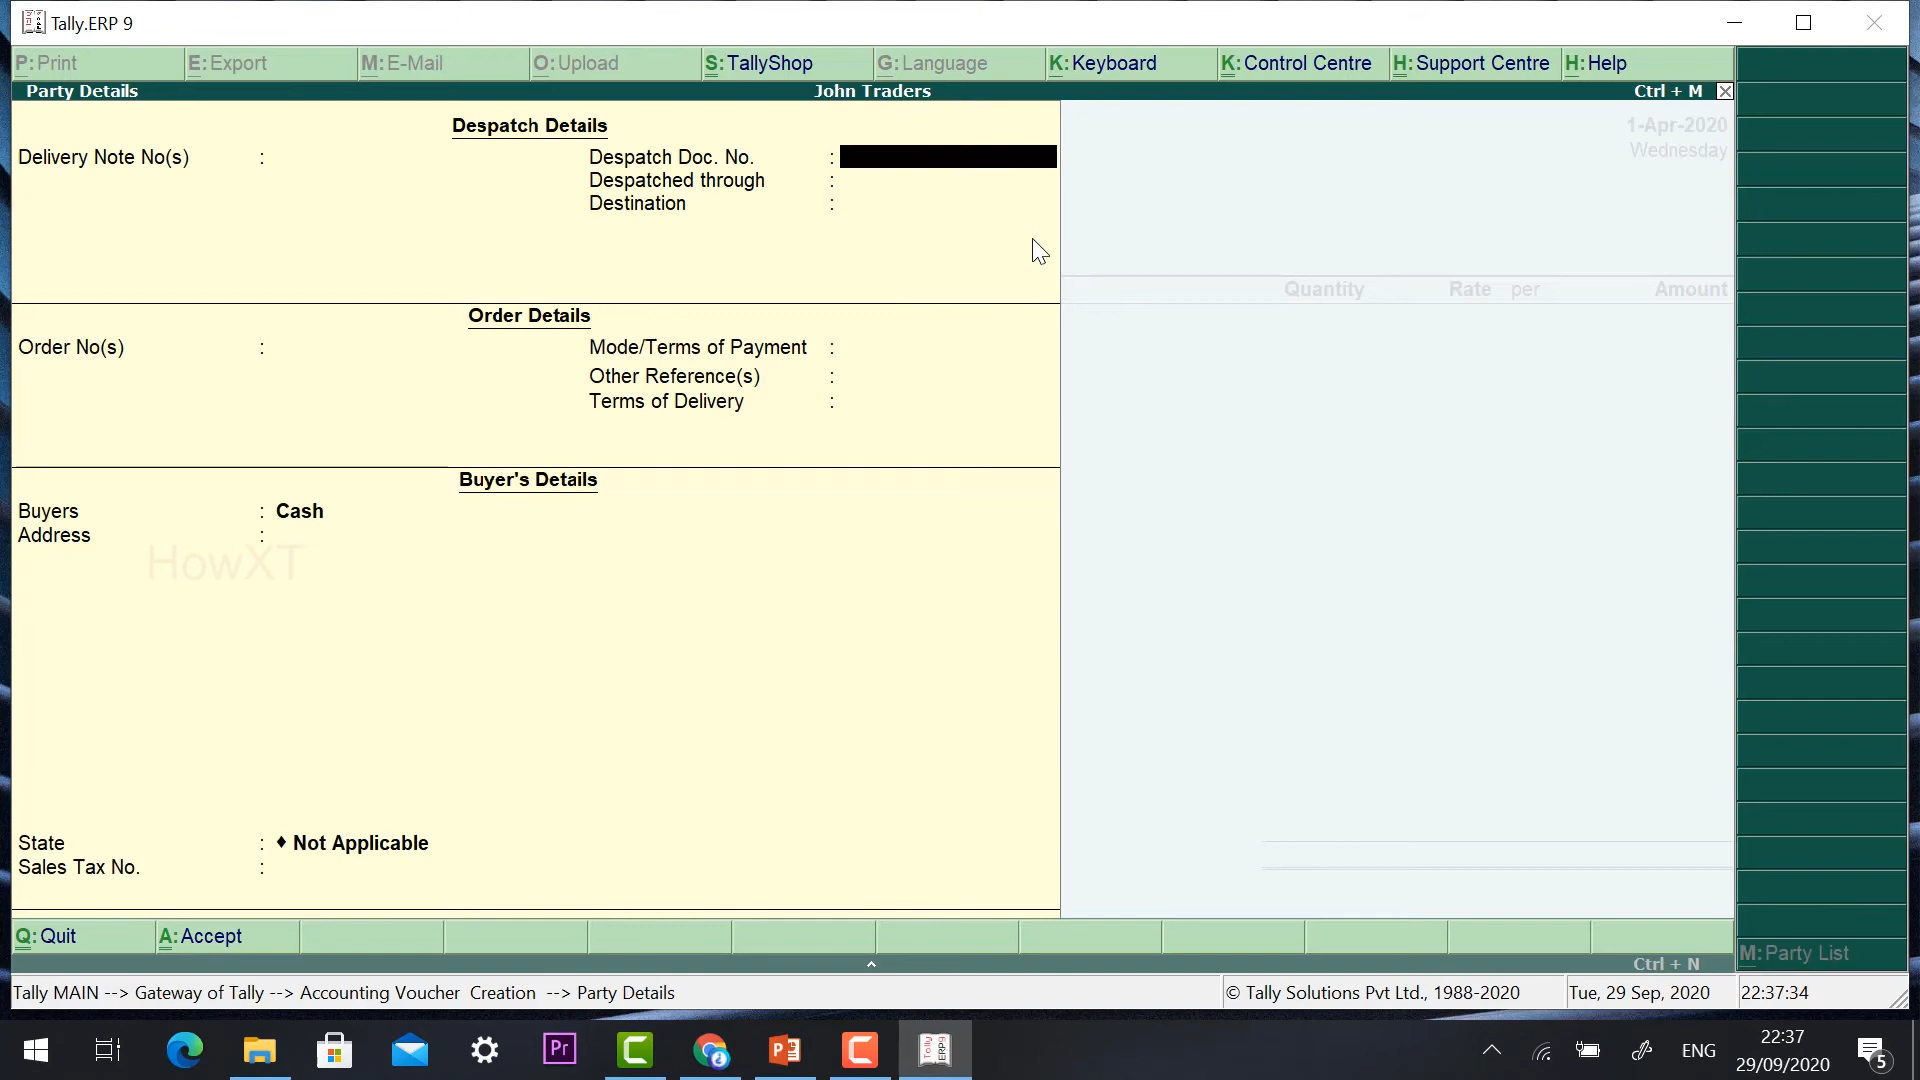 Tally.ERP 9
P: Print E: Export M: E-Mail O: Upload S: TallyShop G: Language K: Keyboard K: Control Centre H: Support Centre H: Help
Party Details John Traders Ctrl + M
Despatch Details
1-Apr-2020
Wednesday
Delivery Note No(s) : Despatch Doc. No. :
Despatched through :
Destination :
Quantity Rate per Amount
Order Details
Order No(s) : Mode/Terms of Payment :
Other Reference(s) :
Terms of Delivery :
Buyer's Details
Buyers : Cash
Address :
HowXT
State : ♦ Not Applicable
Sales Tax No. :
Q: Quit A: Accept
M: Party List
Ctrl + N
Tally MAIN --> Gateway of Tally --> Accounting Voucher Creation --> Party Details © Tally Solutions Pvt Ltd., 1988-2020 Tue, 29 Sep, 2020 22:37:34
Pr
Tally ERP9
ENG
22:37
29/09/2020
5